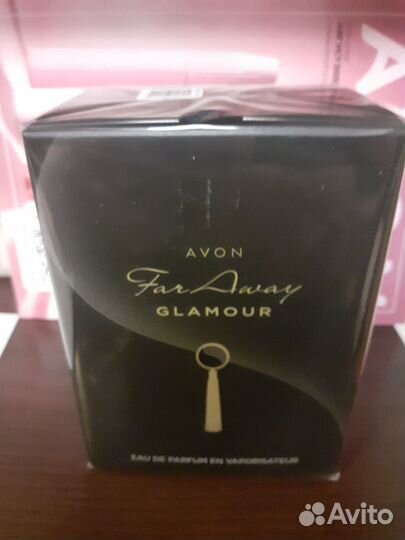 AVON
Far Away
GLAMOUR
EAU DE PARFUM EN VAPORISATEUR
Avito